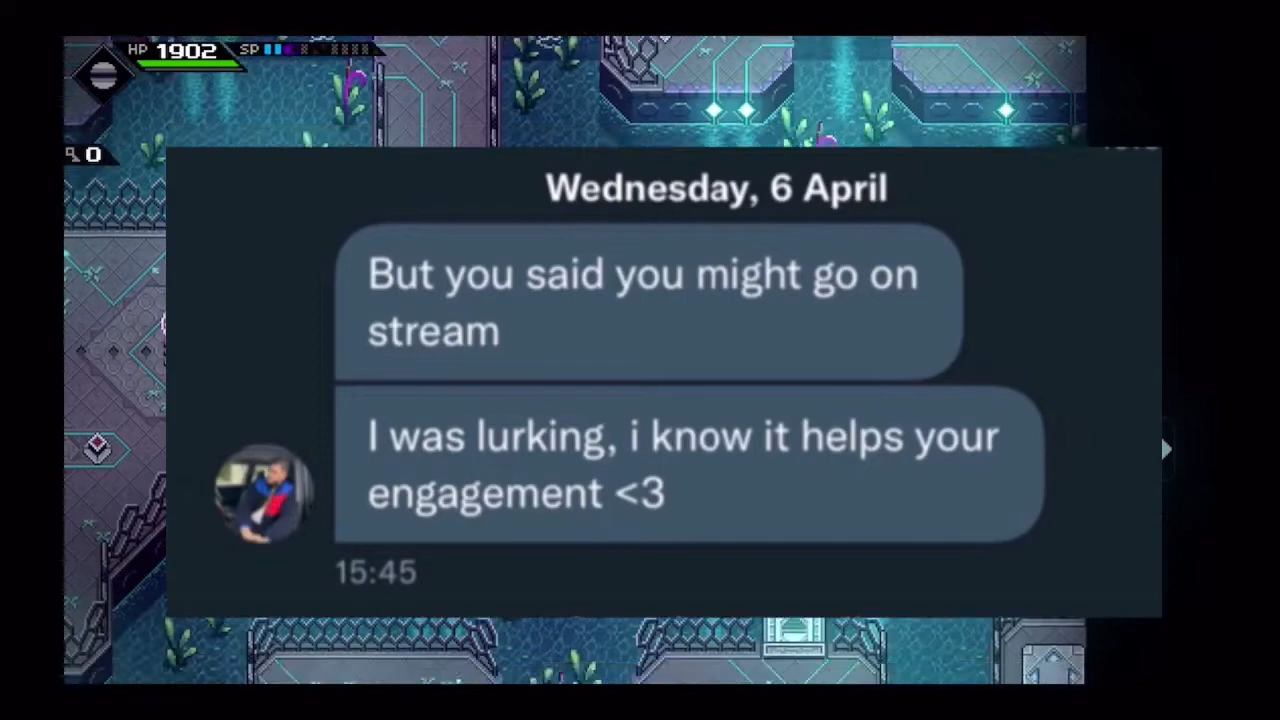 HP 1902 SP
0
Wednesday, 6 April
But you said you might go on
stream
I was lurking, i know it helps your
engagement <3
15:45